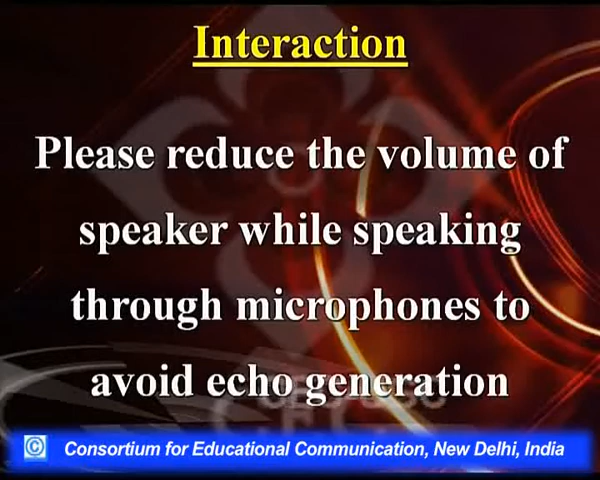 Interaction
Please reduce the volume of
speaker while speaking
through microphones to
avoid echo generation
© Consortium for Educational Communication, New Delhi, India